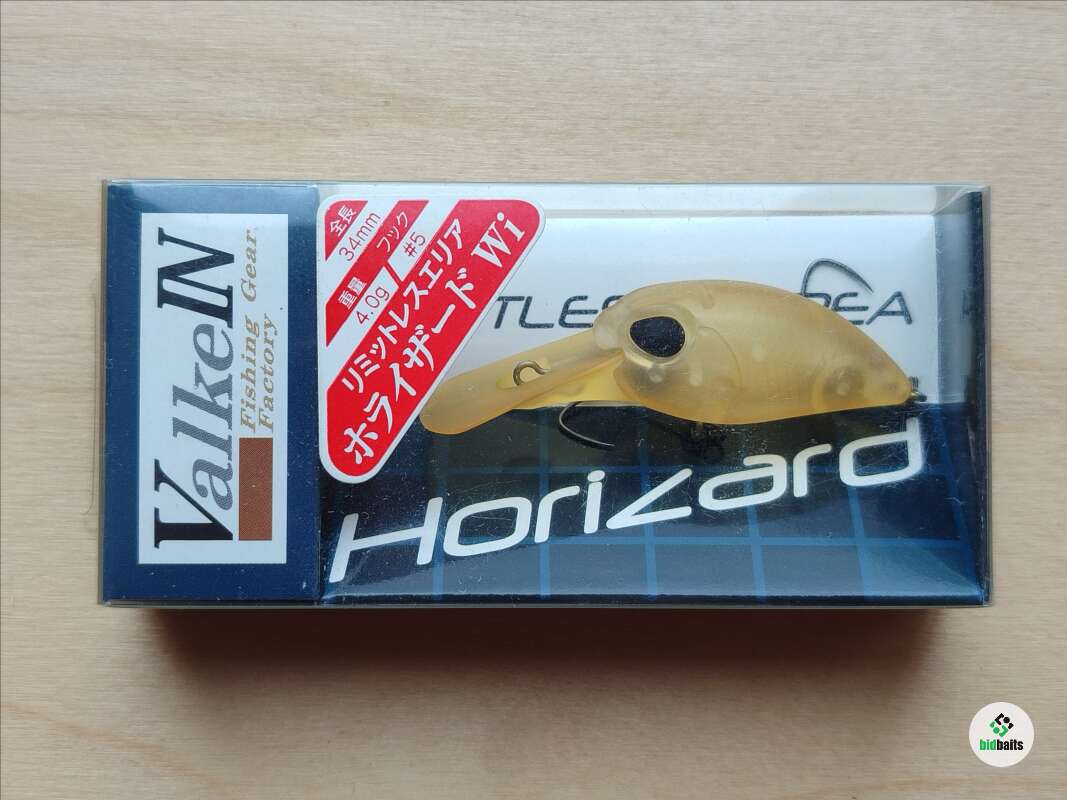 ValkeIN
Fishing Gear
Factory
全長
34mm
フック
#5
重量
4.0g
リミットレスエリア
ホライザード Wi
Horizard
bidbaits